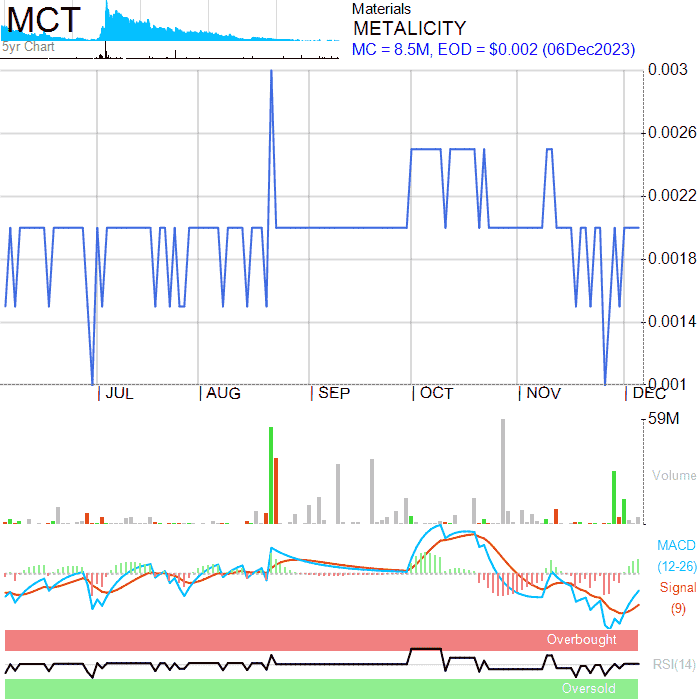 MCT
5yr Chart
Materials
METALICITY
MC = 8.5M, EOD = $0.002 (06Dec2023)
0.003
0.0026
0.0022
0.0018
0.0014
0.001
JUL AUG SEP OCT NOV DEC
59M
Volume
MACD
(12-26)
Signal
(9)
Overbought
RSI(14)
Oversold